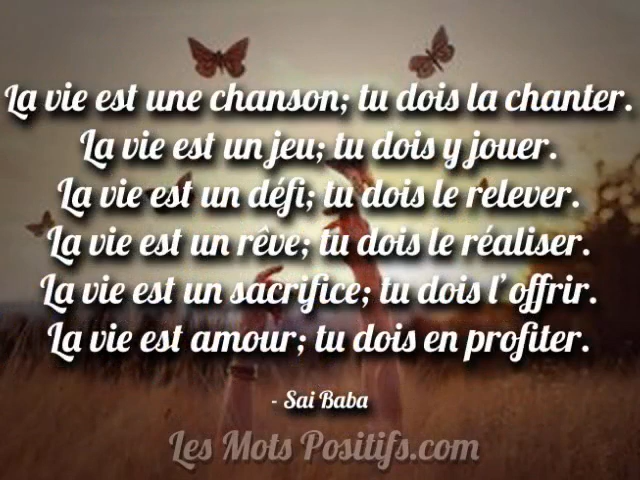 La vie est une chanson; tu dois la chanter.
La vie est un jeu; tu dois y jouer.
La vie est un défi; tu dois le relever.
La vie est un rêve; tu dois le réaliser.
La vie est un sacrifice; tu dois l'offrir.
La vie est amour; tu dois en profiter.
- Sai Baba
Les Mots Positifs.com